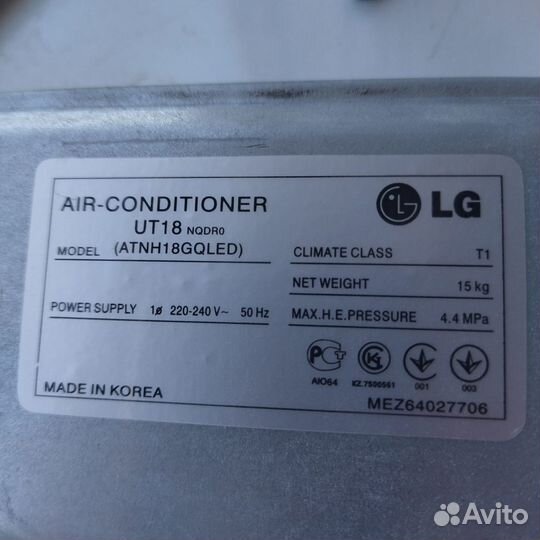 AIR-CONDITIONER
LG
UT18 NQDR0
MODEL (ATNH18GQLED)
CLIMATE CLASS T1
NET WEIGHT 15 kg
POWER SUPPLY 1ø 220-240 V~ 50 Hz
MAX.H.E.PRESSURE 4.4 MPa
АЮ64 KZ.7500561 001 003
MADE IN KOREA
MEZ64027706
Avito